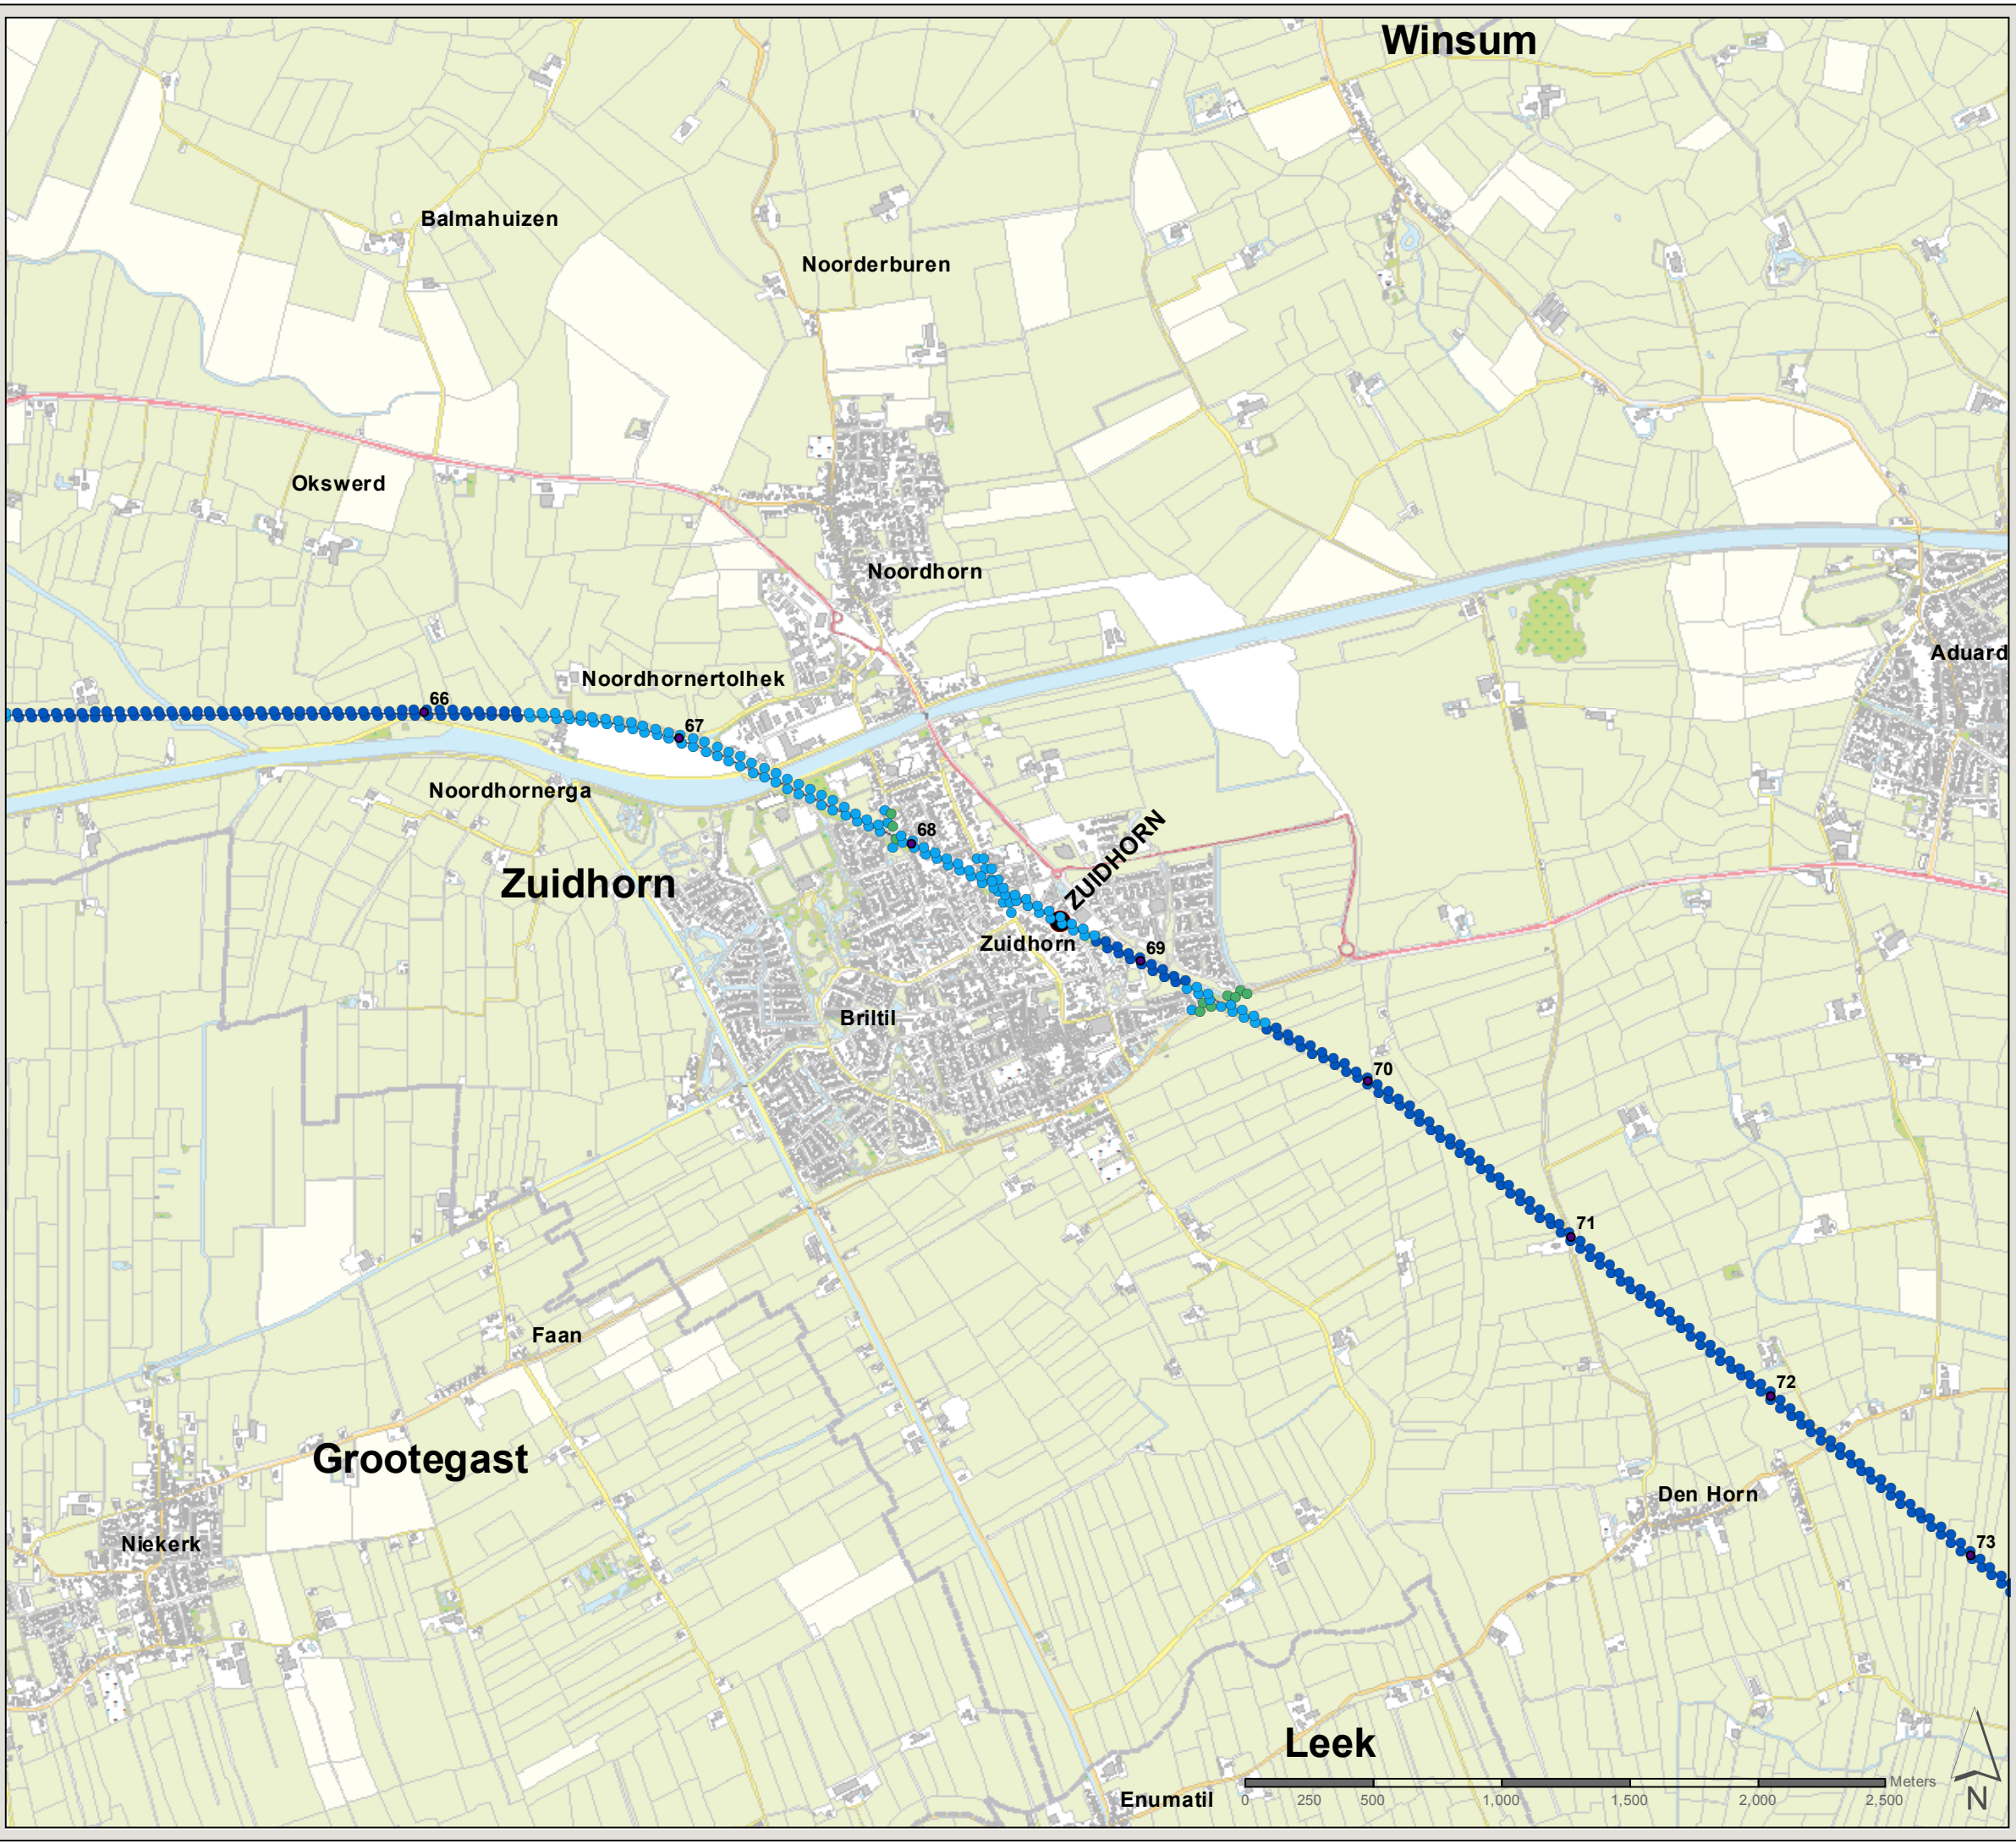 Winsum
Balmahuizen
Noorderburen
Okswerd
Noordhorn
Aduard
Noordhornertolhek
66
67
Noordhornerga
68
ZUIDHORN
Zuidhorn
Zuidhorn
69
Briltil
70
71
Faan
72
Grootegast
Den Horn
Niekerk
73
Leek
Meters
Enumatil
0 250 500 1,000 1,500 2,000 2,500
N